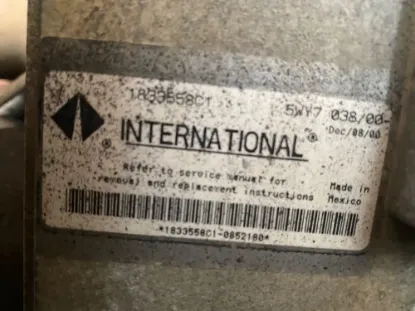 1833558C1 5WY7 038/00-
Dec/08/00
® INTERNATIONAL®
Refer to service manual for
removal and replacement instructions
Made in
Mexico
*1833558C1-0852180*